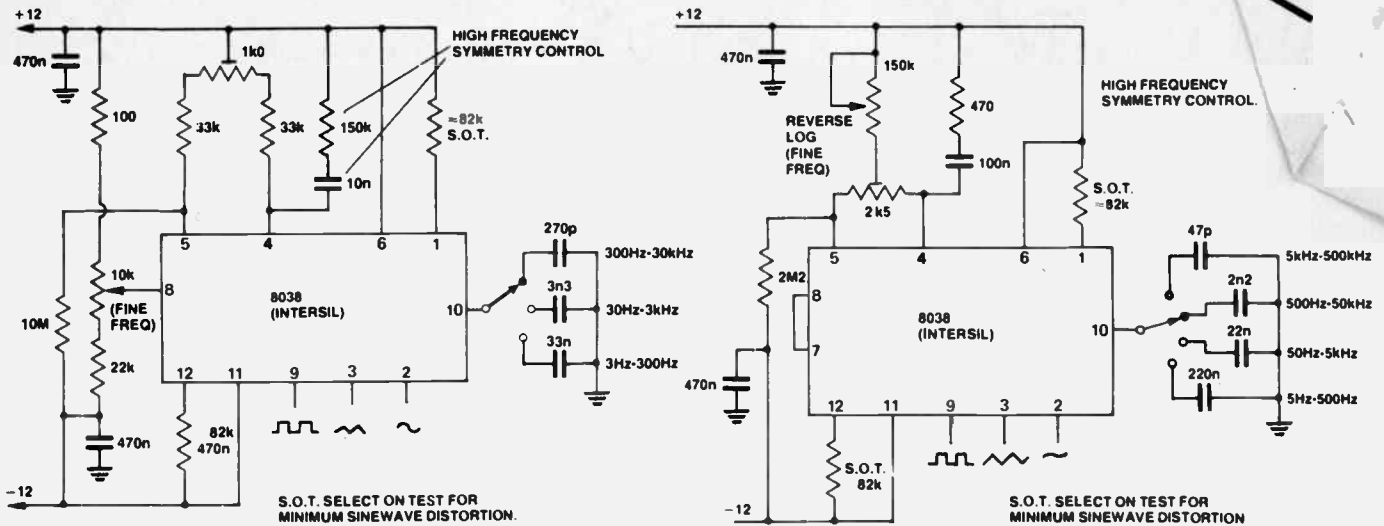 +12
470n
1k0
HIGH FREQUENCY
SYMMETRY CONTROL
100
33k
33k
150k
≈82k
S.O.T.
10n
5
4
6
1
10k
8
(FINE
FREQ)
10M
22k
8038
(INTERSIL)
10
270p
300Hz-30kHz
3n3
30Hz-3kHz
33n
3Hz-300Hz
12
11
9
3
2
470n
82k
470n
-12
S.O.T. SELECT ON TEST FOR
MINIMUM SINEWAVE DISTORTION.
+12
470n
150k
REVERSE
LOG
(FINE
FREQ)
470
100n
HIGH FREQUENCY
SYMMETRY CONTROL.
S.O.T.
≈82k
2k5
5
4
6
1
2M2
8
7
8038
(INTERSIL)
10
47p
5kHz-500kHz
2n2
500Hz-50kHz
22n
50Hz-5kHz
220n
5Hz-500Hz
470n
12
11
9
3
2
S.O.T.
82k
-12
S.O.T. SELECT ON TEST FOR
MINIMUM SINEWAVE DISTORTION